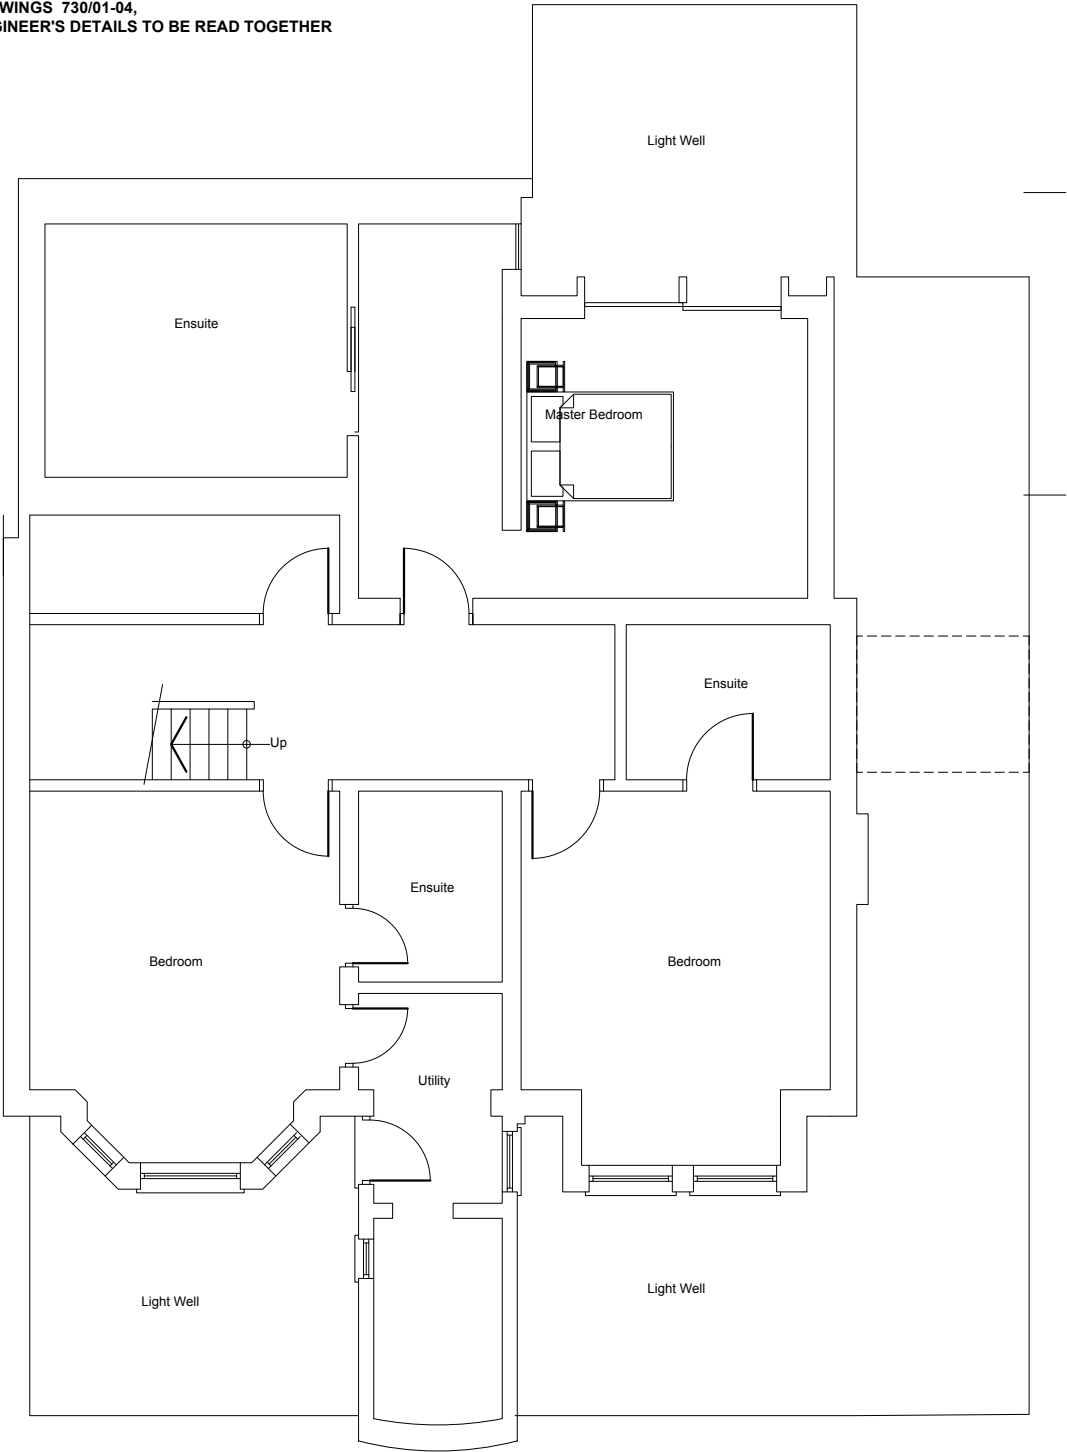 WINGS 730/01-04,
GINEER'S DETAILS TO BE READ TOGETHER
Light Well
Ensuite
Master Bedroom
Ensuite
Up
Ensuite
Bedroom
Bedroom
Utility
Light Well
Light Well